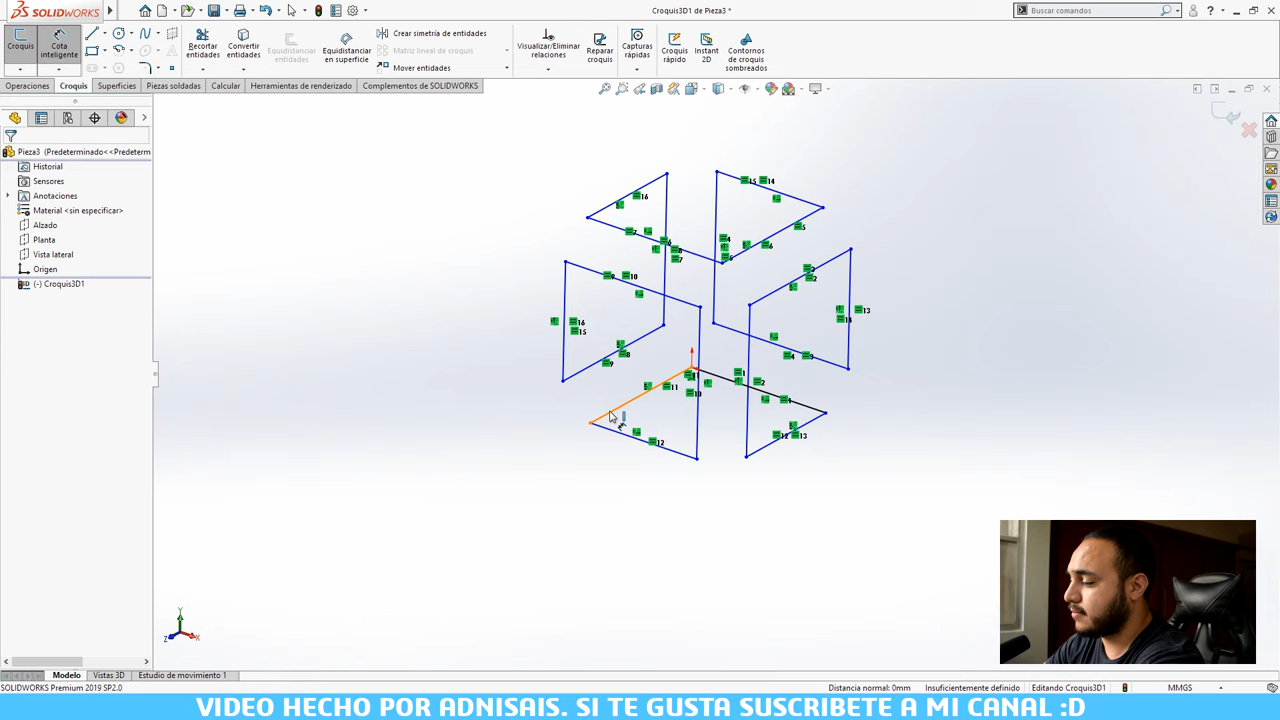 SOLIDWORKS
Croquis3D1 de Pieza3 *
Buscar comandos
Croquis
Cota inteligente
Recortar entidades
Convertir entidades
Equidistanciar entidades
Equidistanciar en superficie
Crear simetría de entidades
Matriz lineal de croquis
Mover entidades
Visualizar/Eliminar relaciones
Reparar croquis
Capturas rápidas
Croquis rápido
Instant 2D
Contornos de croquis sombreados
Operaciones
Croquis
Superficies
Piezas soldadas
Calcular
Herramientas de renderizado
Complementos de SOLIDWORKS
Pieza3 (Predeterminado<<Predeterm
Historial
Sensores
Anotaciones
Material <sin especificar>
Alzado
Planta
Vista lateral
Origen
(-) Croquis3D1
Y
Z
X
Modelo
Vistas 3D
Estudio de movimiento 1
SOLIDWORKS Premium 2019 SP2.0
Distancia normal: 0mm
Insuficientemente definido
Editando Croquis3D1
MMGS
VIDEO HECHO POR ADNISAIS. SI TE GUSTA SUSCRIBETE A MI CANAL :D